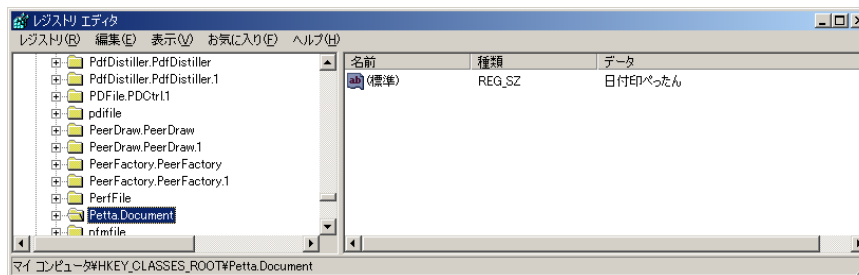 レジストリ エディタ
レジストリ(R) 編集(E) 表示(V) お気に入り(F) ヘルプ(H)
PdfDistiller.PdfDistiller
PdfDistiller.PdfDistiller.1
PDFile.PDCtrl.1
pdifile
PeerDraw.PeerDraw
PeerDraw.PeerDraw.1
PeerFactory.PeerFactory
PeerFactory.PeerFactory.1
PerfFile
Petta.Document
pfmfile
名前 種類 データ
ab (標準) REG_SZ 日付印ぺったん
マイ コンピュータ¥HKEY_CLASSES_ROOT¥Petta.Document